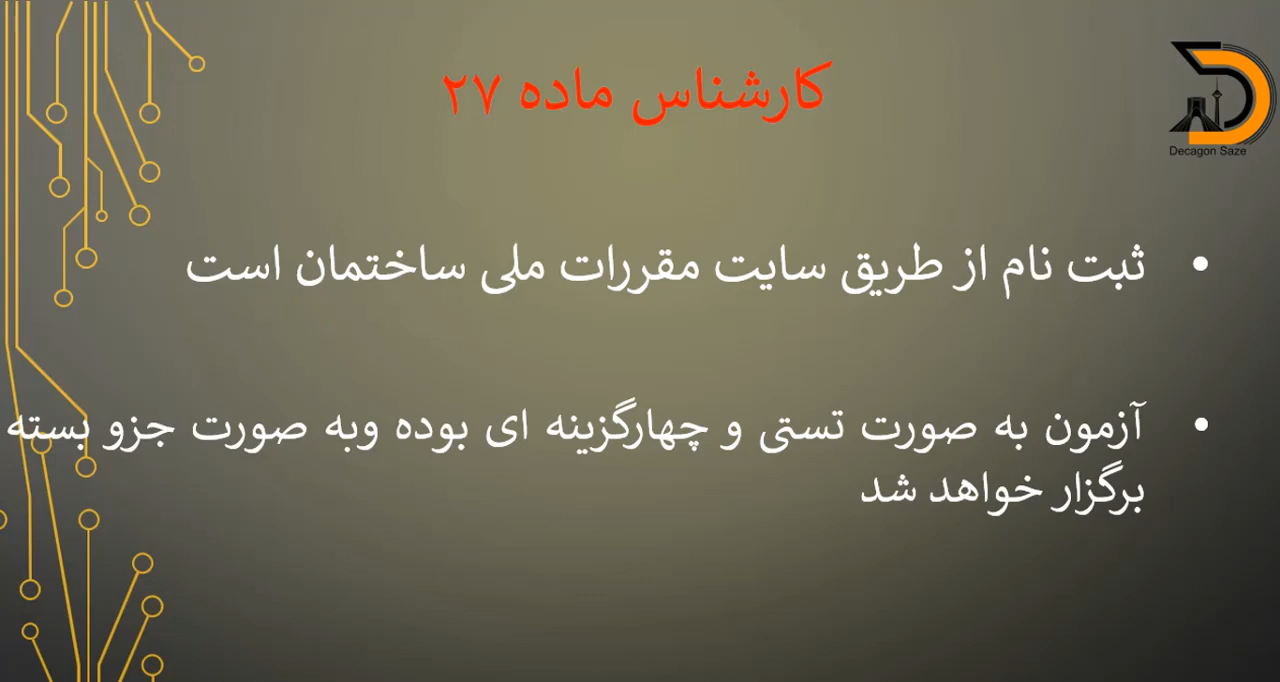 کارشناس ماده ۲۷
Decagon Saze
• ثبت نام از طریق سایت مقررات ملی ساختمان است
• آزمون به صورت تستی و چهارگزینه ای بوده وبه صورت جزو بسته
برگزار خواهد شد